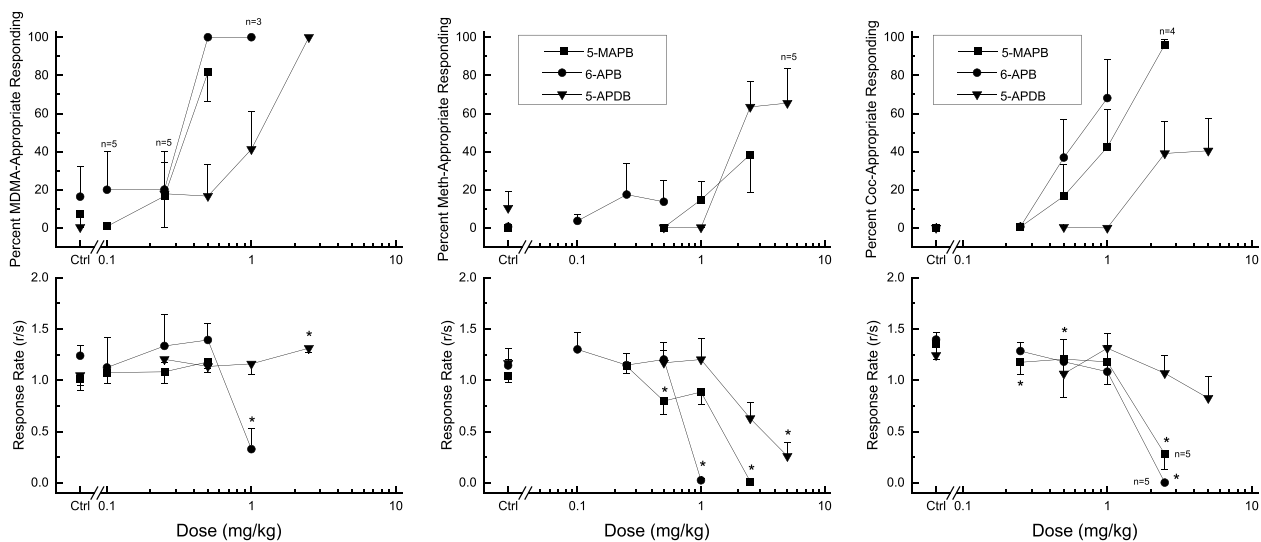 Percent MDMA-Appropriate Responding
100
80
60
40
20
0
n=3
n=5
n=5
Ctrl
0.1
1
10
Percent Meth-Appropriate Responding
100
80
60
40
20
0
5-MAPB
6-APB
5-APDB
n=5
Ctrl
0.1
1
10
Percent Coc-Appropriate Responding
100
80
60
40
20
0
5-MAPB
6-APB
5-APDB
n=4
Ctrl
0.1
1
10
Response Rate (r/s)
2.0
1.5
1.0
0.5
0.0
*
*
Ctrl
0.1
1
10
Dose (mg/kg)
Response Rate (r/s)
2.0
1.5
1.0
0.5
0.0
*
*
*
*
Ctrl
0.1
1
10
Dose (mg/kg)
Response Rate (r/s)
2.0
1.5
1.0
0.5
0.0
*
*
*
n=5
n=5
*
Ctrl
0.1
1
10
Dose (mg/kg)